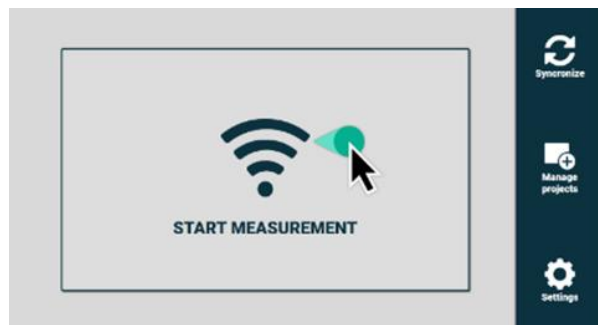 Syncronize
Manage
projects
START MEASUREMENT
Settings